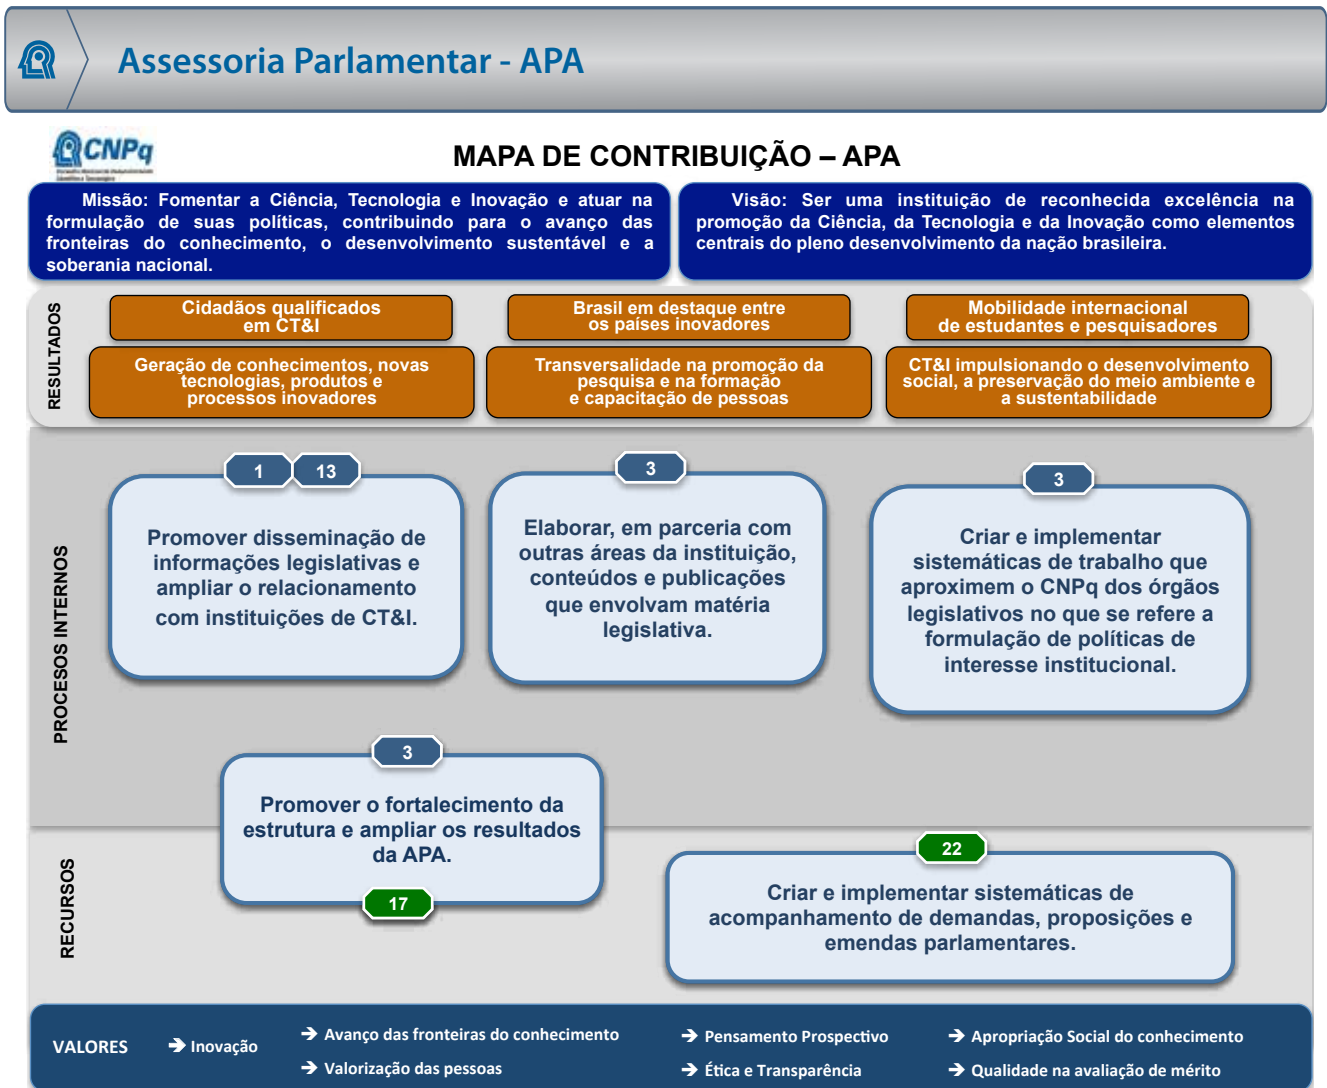 Assessoria Parlamentar - APA
CNPq
MAPA DE CONTRIBUIÇÃO – APA
Missão: Fomentar a Ciência, Tecnologia e Inovação e atuar na
formulação de suas políticas, contribuindo para o avanço das
fronteiras do conhecimento, o desenvolvimento sustentável e a
soberania nacional.
Visão: Ser uma instituição de reconhecida excelência na
promoção da Ciência, da Tecnologia e da Inovação como elementos
centrais do pleno desenvolvimento da nação brasileira.
RESULTADOS
Cidadãos qualificados
em CT&I
Brasil em destaque entre
os países inovadores
Mobilidade internacional
de estudantes e pesquisadores
Geração de conhecimentos, novas
tecnologias, produtos e
processos inovadores
Transversalidade na promoção da
pesquisa e na formação
e capacitação de pessoas
CT&I impulsionando o desenvolvimento
social, a preservação do meio ambiente e
a sustentabilidade
PROCESOS INTERNOS
1
13
Promover disseminação de
informações legislativas e
ampliar o relacionamento
com instituições de CT&I.
3
Elaborar, em parceria com
outras áreas da instituição,
conteúdos e publicações
que envolvam matéria
legislativa.
3
Criar e implementar
sistemáticas de trabalho que
aproximem o CNPq dos órgãos
legislativos no que se refere a
formulação de políticas de
interesse institucional.
3
Promover o fortalecimento da
estrutura e ampliar os resultados
da APA.
17
RECURSOS
22
Criar e implementar sistemáticas de
acompanhamento de demandas, proposições e
emendas parlamentares.
VALORES
➔ Inovação
➔ Avanço das fronteiras do conhecimento
➔ Valorização das pessoas
➔ Pensamento Prospectivo
➔ Ética e Transparência
➔ Apropriação Social do conhecimento
➔ Qualidade na avaliação de mérito